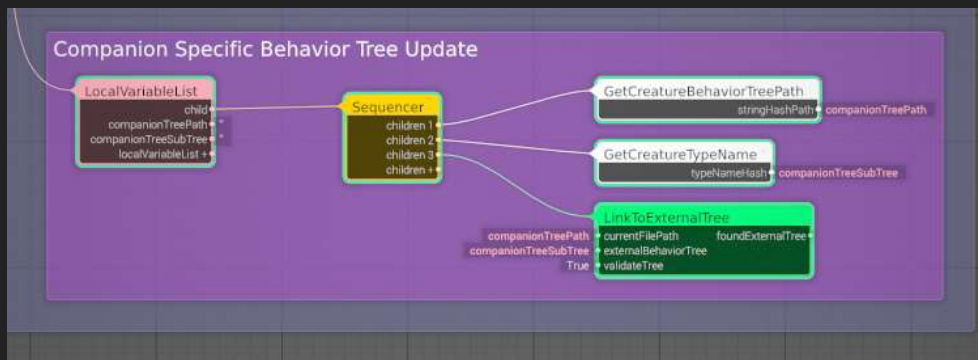 Companion Specific Behavior Tree Update
LocalVariableList
child
companionTreePath
companionTreeSubTree
localVariableList +
Sequencer
children 1
children 2
children 3
children +
GetCreatureBehaviorTreePath
stringHashPath companionTreePath
GetCreatureTypeName
typeNameHash companionTreeSubTree
LinkToExternalTree
companionTreePath currentFilePath foundExternalTree
companionTreeSubTree externalBehaviorTree
True validateTree